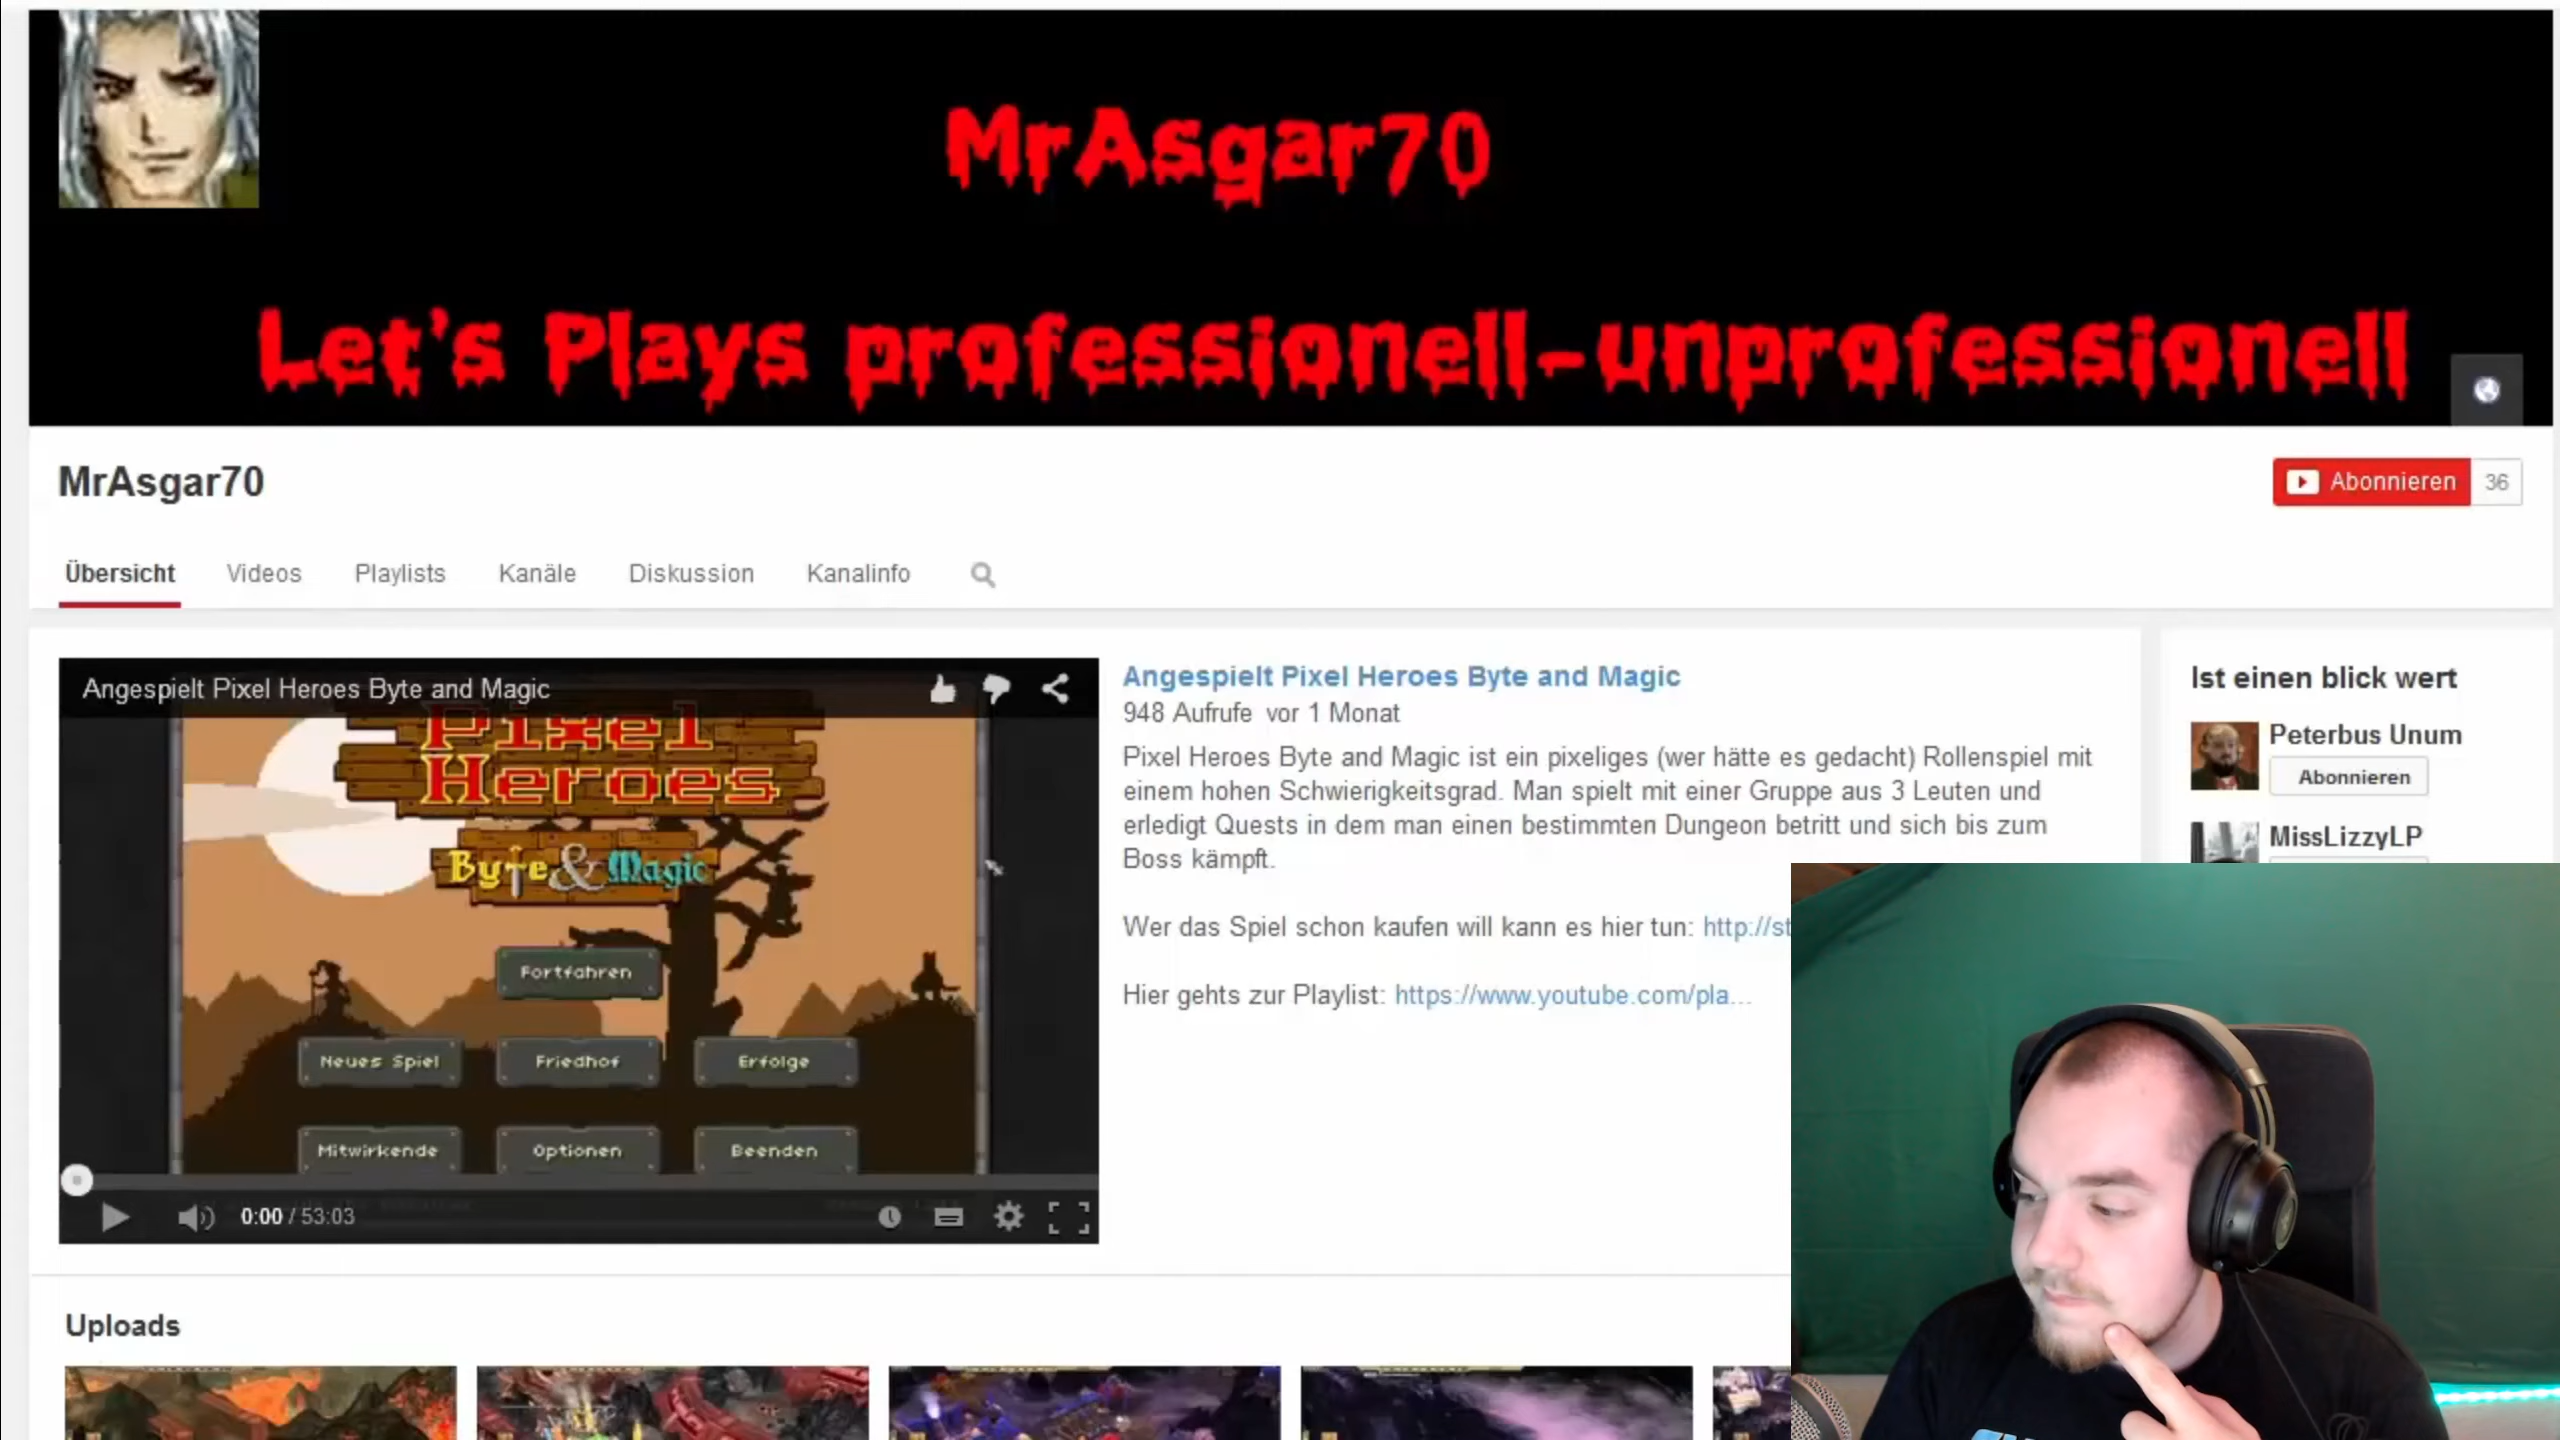 MrAsgar70
Let's Plays professionell-unprofessionell
MrAsgar70
Abonnieren 36
Übersicht Videos Playlists Kanäle Diskussion Kanalinfo
Angespielt Pixel Heroes Byte and Magic
Pixel
Heroes
Byte & Magic
Fortfahren
Neues Spiel Friedhof Erfolge
Mitwirkende Optionen Beenden
0:00 / 53:03
Angespielt Pixel Heroes Byte and Magic
948 Aufrufe vor 1 Monat
Pixel Heroes Byte and Magic ist ein pixeliges (wer hätte es gedacht) Rollenspiel mit
einem hohen Schwierigkeitsgrad. Man spielt mit einer Gruppe aus 3 Leuten und
erledigt Quests in dem man einen bestimmten Dungeon betritt und sich bis zum
Boss kämpft.
Wer das Spiel schon kaufen will kann es hier tun: http://st
Hier gehts zur Playlist: https://www.youtube.com/pla...
Ist einen blick wert
Peterbus Unum
Abonnieren
MissLizzyLP
Uploads